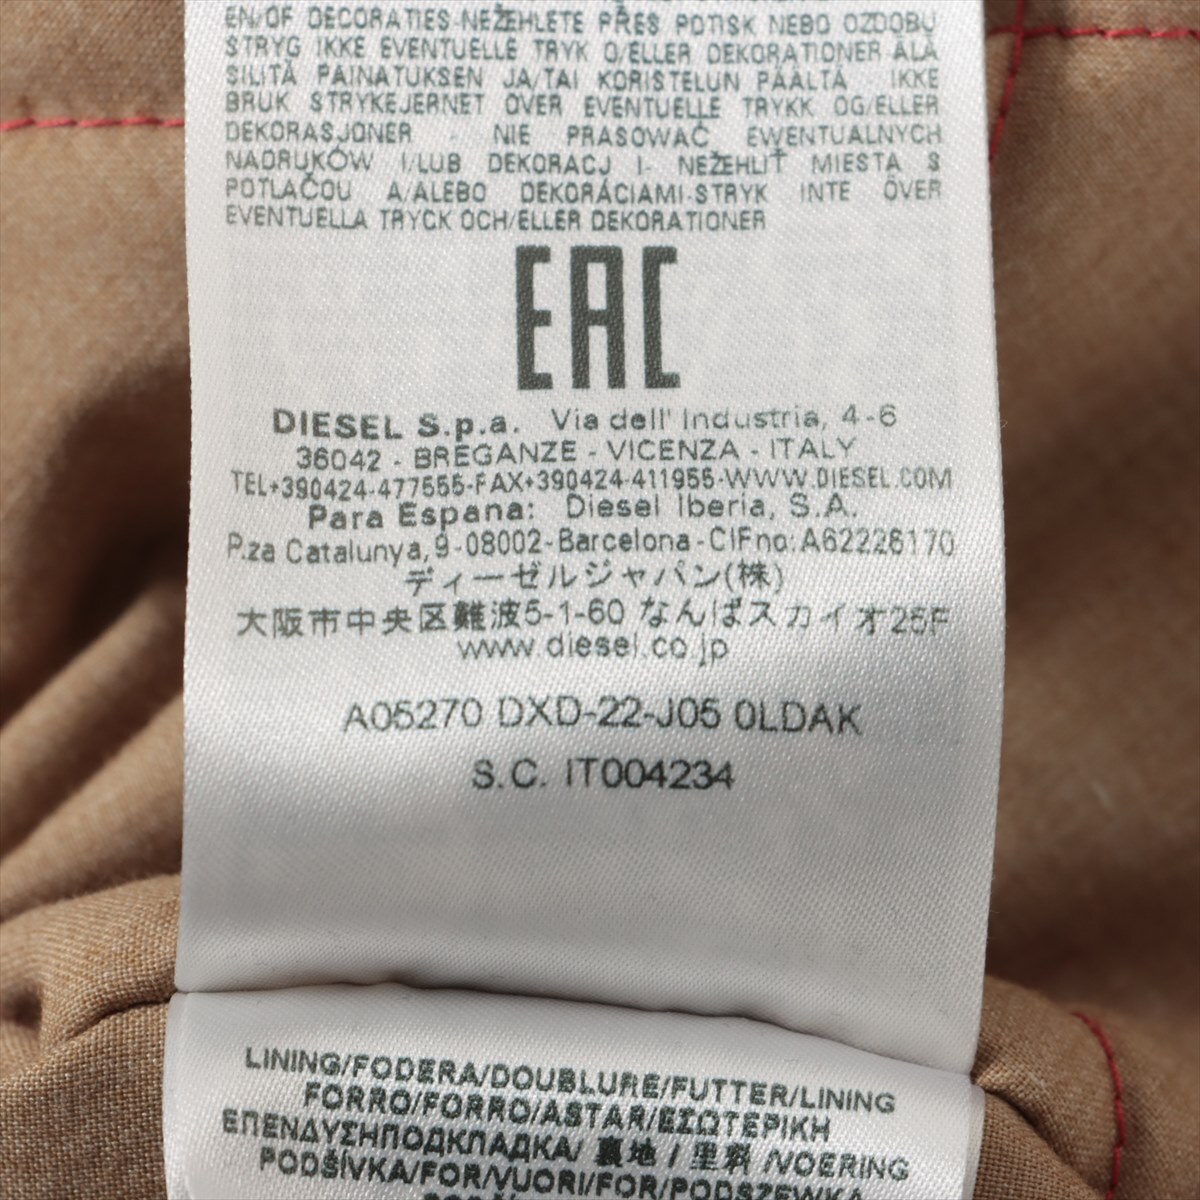 EN/OF DECORATIES-NEŽEHLETE PŘES POTISK NEBO OZDOBU
STRYG IKKE EVENTUELLE TRYK O/ELLER DEKORATIONER ÄLÄ
SILITÄ PAINATUKSEN JA/TAI KORISTELUN PÄÄLTÄ IKKE
BRUK STRYKEJERNET OVER EVENTUELLE TRYKK OG/ELLER
DEKORASJONER - NIE PRASOWAĆ EWENTUALNYCH
NADRUKÓW I/LUB DEKORACJ I- NEŽEHLIŤ MIESTA S
POTLAČOU A/ALEBO DEKORÁCIAMI-STRYK INTE ÖVER
EVENTUELLA TRYCK OCH/ELLER DEKORATIONER
EAC
DIESEL S.p.a. Via dell' Industria, 4-6
36042 - BREGANZE - VICENZA - ITALY
TEL+390424-477555-FAX+390424-411955-WWW.DIESEL.COM
Para Espana: Diesel Iberia, S.A.
P.za Catalunya, 9-08002-Barcelona-CIFno:A62226170
ディーゼルジャパン(株)
大阪市中央区難波5-1-60 なんばスカイオ25F
www.diesel.co.jp
A05270 DXD-22-J05 0LDAK
S.C. IT004234
LINING/FODERA/DOUBLURE/FUTTER/LINING
FORRO/FORRO/ASTAR/ΕΣΩΤΕΡΙΚΗ
ΕΠΕΝΔΥΣΗПОДКЛАДКА/ 裏地 / 里料 /VOERING
PODŠÍVKA/FOR/VUORI/FOR/PODSZEWKA